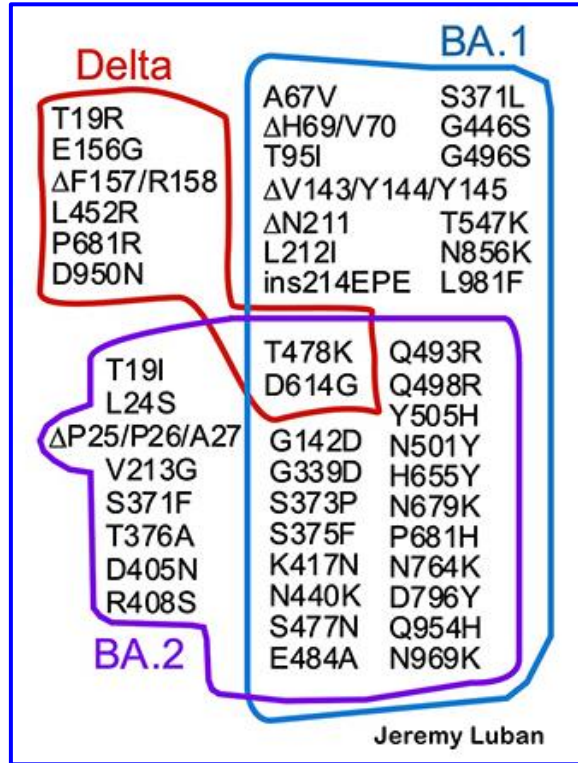 BA.1
Delta
T19R
E156G
ΔF157/R158
L452R
P681R
D950N
A67V S371L
ΔH69/V70 G446S
T95I G496S
ΔV143/Y144/Y145
ΔN211 T547K
L212I N856K
ins214EPE L981F
T19I
L24S
ΔP25/P26/A27
V213G
S371F
T376A
D405N
R408S
BA.2
T478K
D614G
G142D
G339D
S373P
S375F
K417N
N440K
S477N
E484A
Q493R
Q498R
Y505H
N501Y
H655Y
N679K
P681H
N764K
D796Y
Q954H
N969K
Jeremy Luban